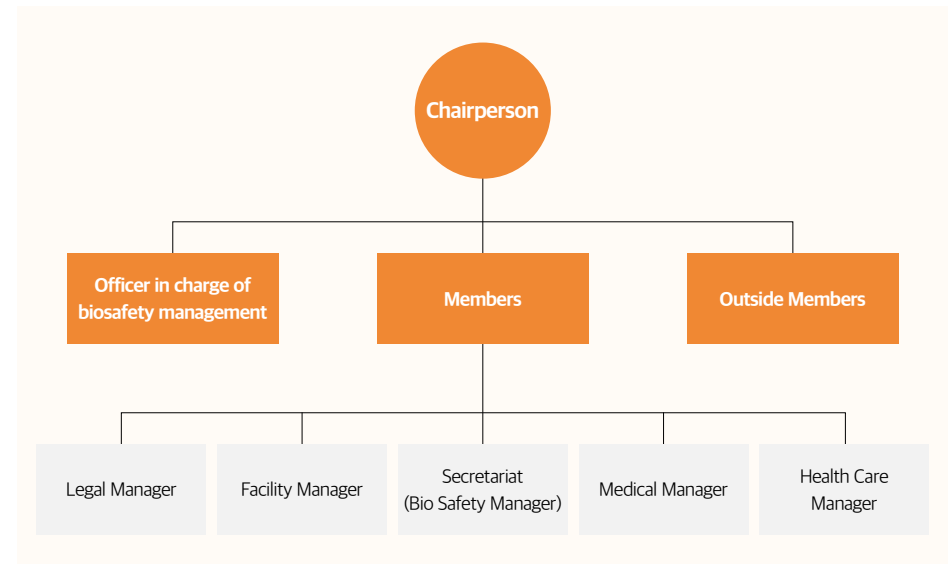 Chairperson
Officer in charge of
biosafety management
Members
Outside Members
Legal Manager
Facility Manager
Secretariat
(Bio Safety Manager)
Medical Manager
Health Care
Manager